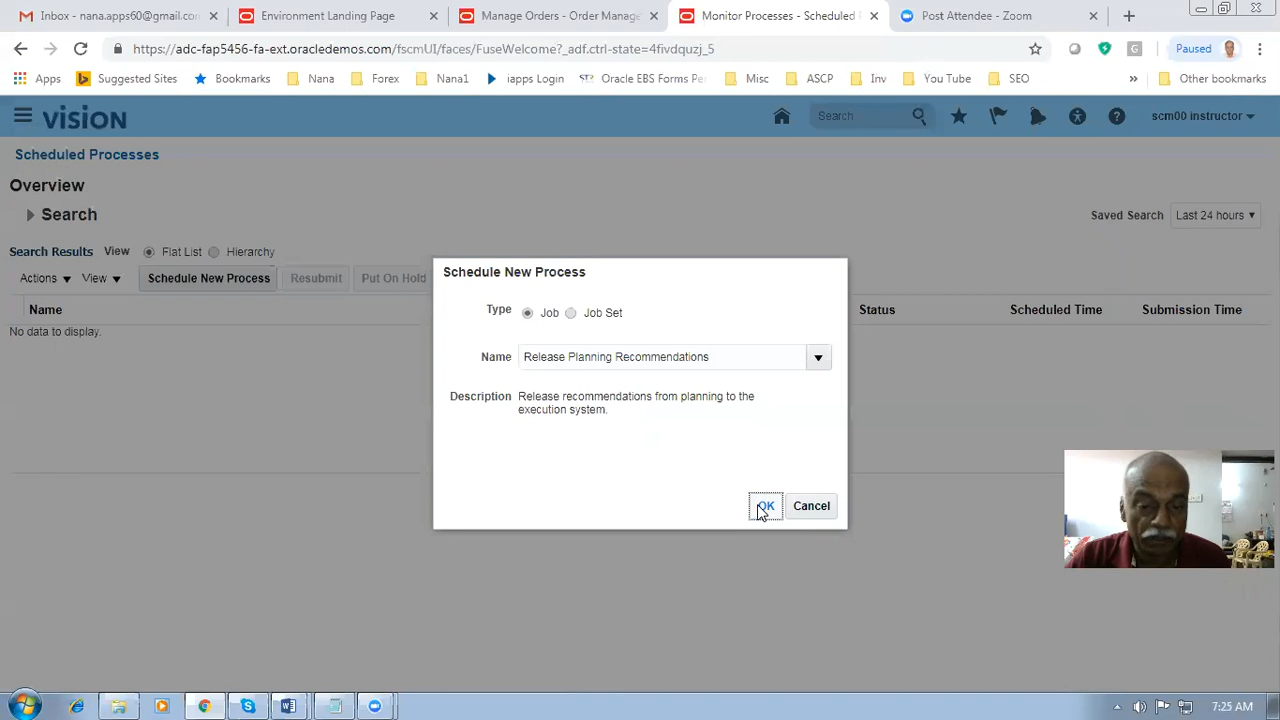 Inbox - nana.apps60@gmail.com
Environment Landing Page
Manage Orders - Order Manage
Monitor Processes - Scheduled
Post Attendee - Zoom
https://adc-fap5456-fa-ext.oracledemos.com/fscmUI/faces/FuseWelcome?_adf.ctrl-state=4fivdquzj_5
Paused
Apps
Suggested Sites
Bookmarks
Nana
Forex
Nana1
iapps Login
Oracle EBS Forms Pe
Misc
ASCP
Inv
You Tube
SEO
Other bookmarks
VISION
Search
scm00 instructor
Scheduled Processes
Overview
Search
Saved Search Last 24 hours
Search Results View Flat List Hierarchy
Actions View Schedule New Process Resubmit Put On Hold
Name Status Scheduled Time Submission Time
No data to display.
Schedule New Process
Type Job Job Set
Name Release Planning Recommendations
Description Release recommendations from planning to the
execution system.
OK Cancel
7:25 AM